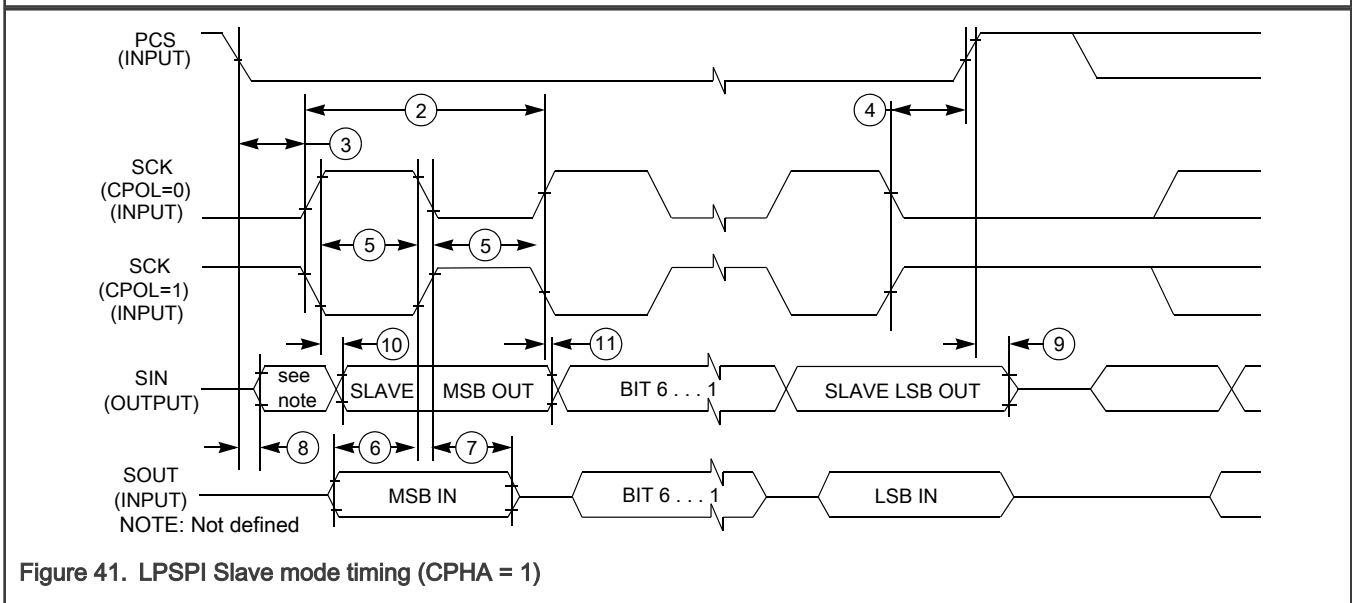 PCS
(INPUT)
2
4
3
SCK
(CPOL=0)
(INPUT)
5
5
SCK
(CPOL=1)
(INPUT)
10
11
9
SIN
(OUTPUT)
see
note
SLAVE
MSB OUT
BIT 6 . . . 1
SLAVE LSB OUT
8
6
7
SOUT
(INPUT)
MSB IN
BIT 6 . . . 1
LSB IN
NOTE: Not defined
Figure 41. LPSPI Slave mode timing (CPHA = 1)